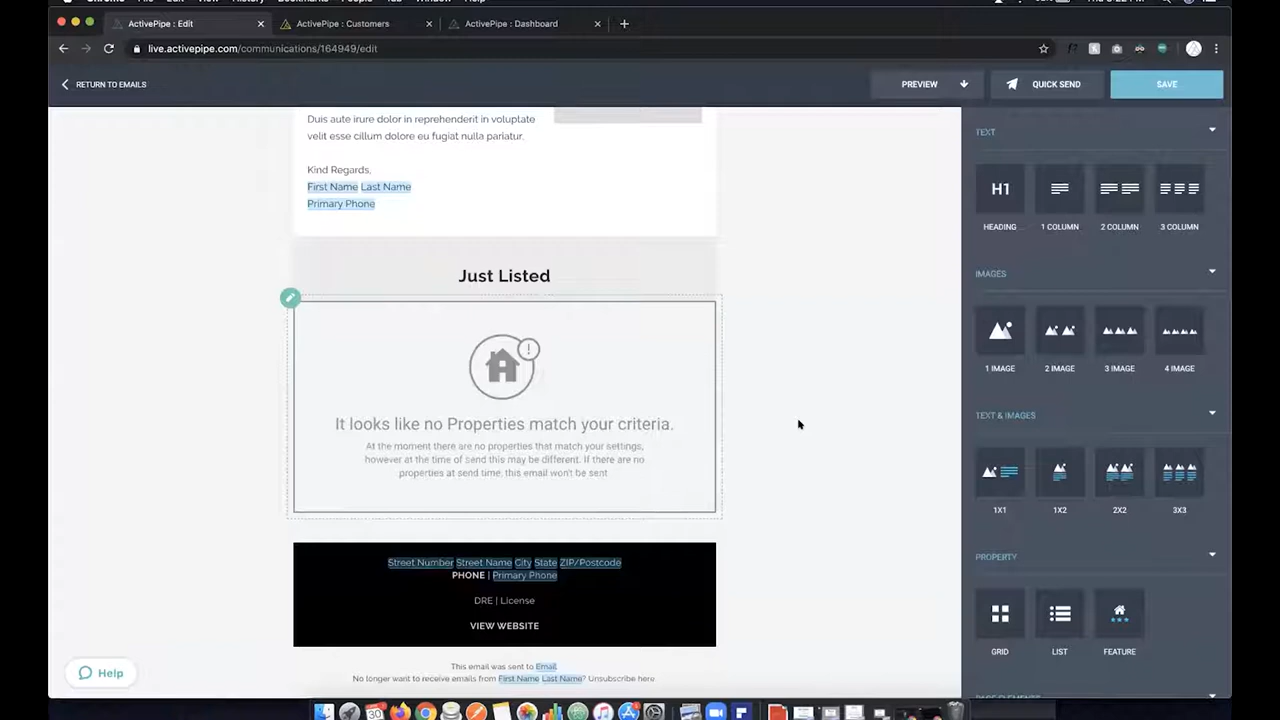 ActivePipe : Edit
ActivePipe : Customers
ActivePipe : Dashboard
live.activepipe.com/communications/164949/edit
RETURN TO EMAILS
PREVIEW
QUICK SEND
SAVE
Duis aute irure dolor in reprehenderit in voluptate
velit esse cillum dolore eu fugiat nulla pariatur.
Kind Regards,
First Name Last Name
Primary Phone
Just Listed
It looks like no Properties match your criteria.
At the moment there are no properties that match your settings,
however at the time of send this may be different. If there are no
properties at send time, this email won't be sent
Street Number Street Name City State ZIP/Postcode
PHONE | Primary Phone
DRE | License
VIEW WEBSITE
This email was sent to Email
No longer want to receive emails from First Name Last Name? Unsubscribe here
Help
TEXT
H1
HEADING
1 COLUMN
2 COLUMN
3 COLUMN
IMAGES
1 IMAGE
2 IMAGE
3 IMAGE
4 IMAGE
TEXT & IMAGES
1X1
1X2
2X2
3X3
PROPERTY
GRID
LIST
FEATURE